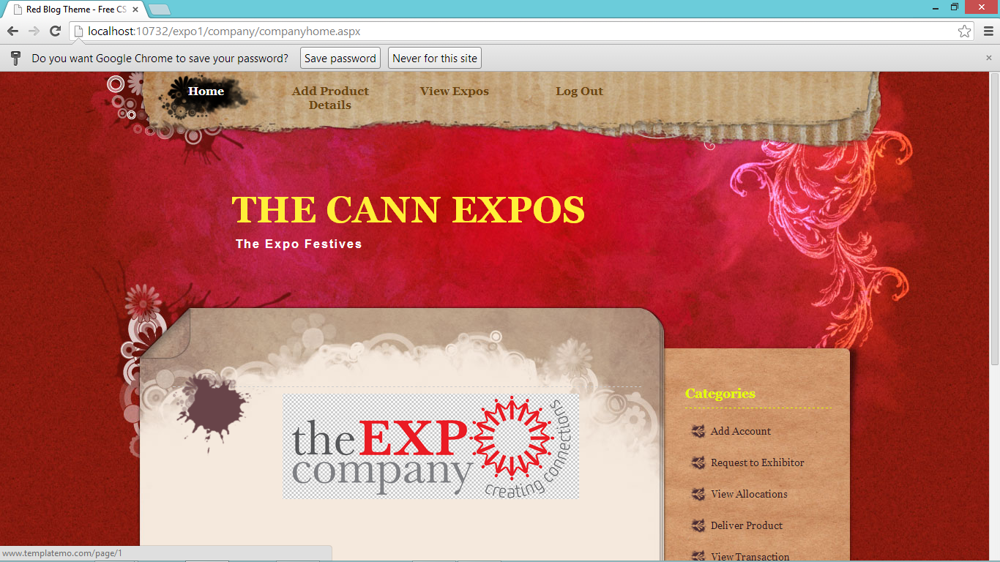 Red Blog Theme - Free CS
localhost:10732/expo1/company/companyhome.aspx
Do you want Google Chrome to save your password? Save password Never for this site
Home Add Product View Expos Log Out
Details
THE CANN EXPOS
The Expo Festives
the EXP
company
creating connections
Categories
Add Account
Request to Exhibitor
View Allocations
Deliver Product
View Transaction
www.templatemo.com/page/1